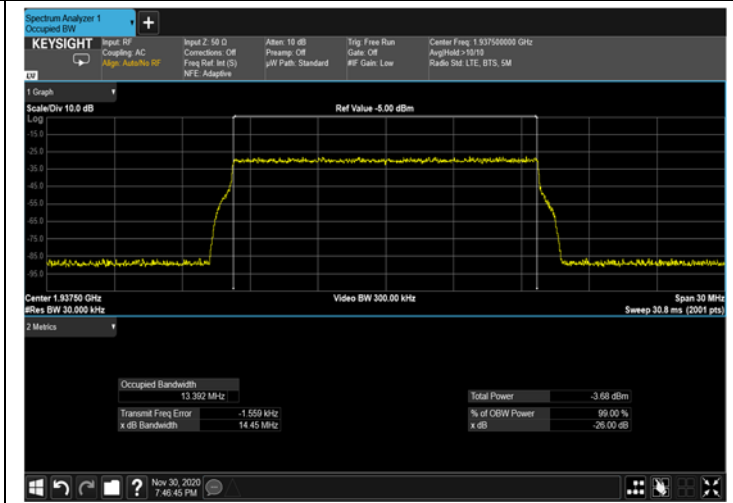 Spectrum Analyzer 1
Occupied BW
+
KEYSIGHT
Input: RF
Coupling: AC
Align: Auto/No RF
Input Z: 50 Ω
Corrections: Off
Freq Ref: Int (S)
NFE: Adaptive
Atten: 10 dB
Preamp: Off
µW Path: Standard
Trig: Free Run
Gate: Off
#IF Gain: Low
Center Freq: 1.937500000 GHz
Avg|Hold:>10/10
Radio Std: LTE, BTS, 5M
LV
1 Graph
Scale/Div 10.0 dB
Ref Value -5.00 dBm
Log
-15.0
-25.0
-35.0
-45.0
-55.0
-65.0
-75.0
-85.0
-95.0
Center 1.93750 GHz
Video BW 300.00 kHz
Span 30 MHz
#Res BW 30.000 kHz
Sweep 30.8 ms (2001 pts)
2 Metrics
Occupied Bandwidth
13.392 MHz
Total Power -3.68 dBm
Transmit Freq Error -1.559 kHz
% of OBW Power 99.00 %
x dB Bandwidth 14.45 MHz
x dB -26.00 dB
?
Nov 30, 2020
7:46:45 PM